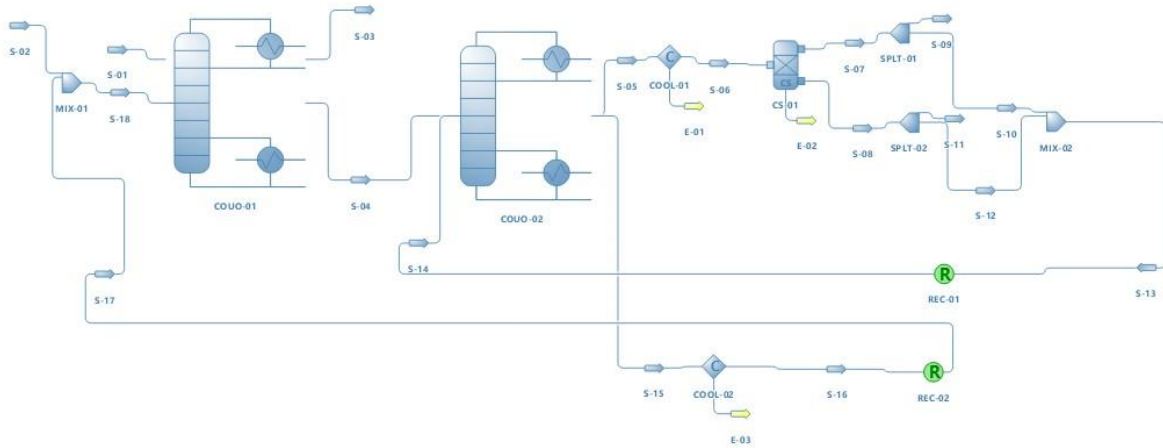 S-02
S-01
MIX-01
S-18
COUO-01
S-03
S-04
COUO-02
S-05
C
COOL-01
S-06
E-01
CS
CS-01
E-02
S-07
SPLT-01
S-09
S-08
SPLT-02
S-11
S-10
MIX-02
S-12
S-14
R
REC-01
S-13
S-17
S-15
C
COOL-02
S-16
R
REC-02
E-03